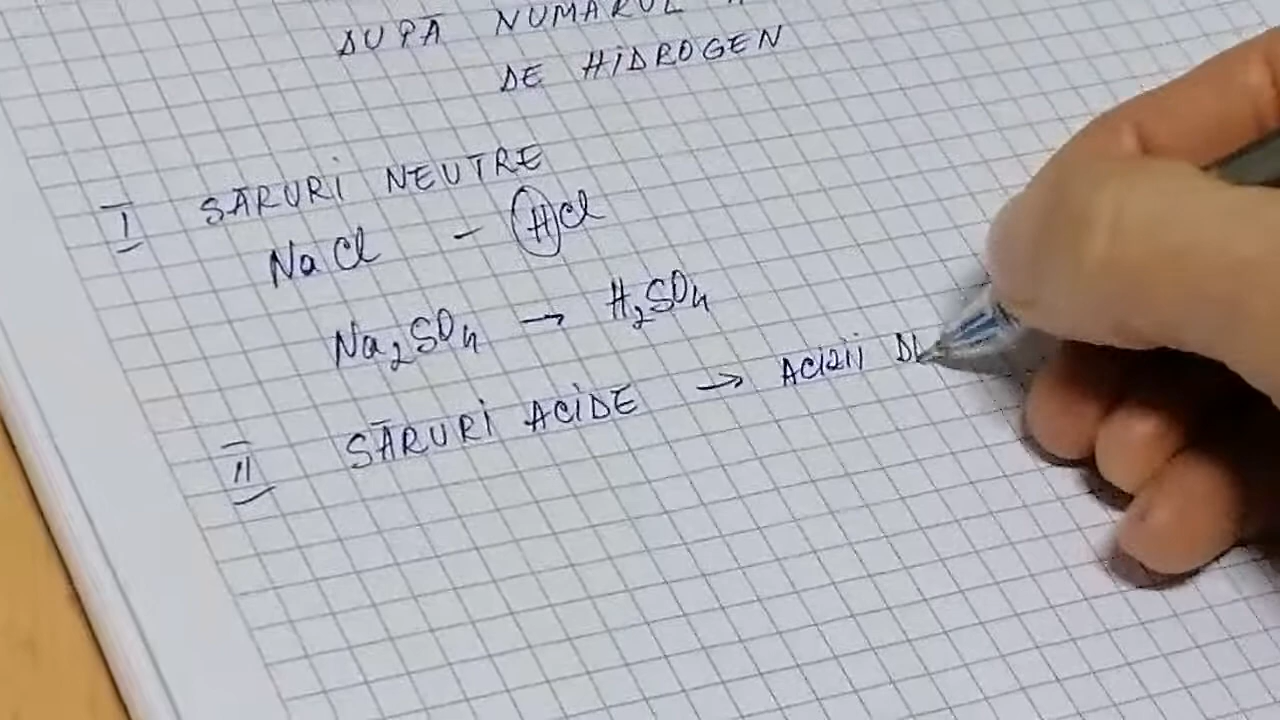 DUPĂ NUMĂRUL
DE HIDROGEN
I SĂRURI NEUTRE
NaCl - HCl
Na₂SO₄ → H₂SO₄
II SĂRURI ACIDE → ACIZII